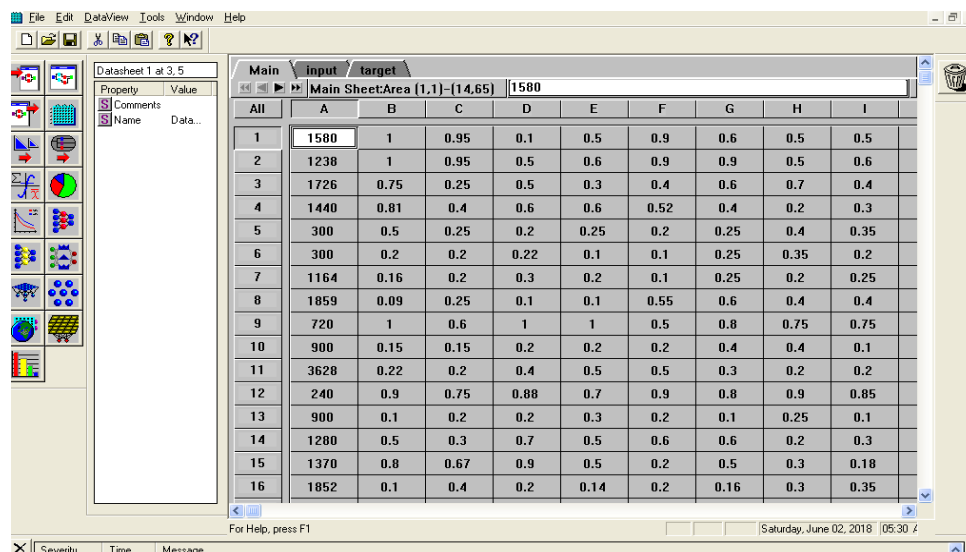 File Edit DataView Tools Window Help
Datasheet 1 at 3, 5
Property Value
S Comments
S Name Data...
Main input target
Main Sheet:Area (1,1)-(14,65) 1580
All A B C D E F G H I
1 1580 1 0.95 0.1 0.5 0.9 0.6 0.5 0.5
2 1238 1 0.95 0.5 0.6 0.9 0.9 0.5 0.6
3 1726 0.75 0.25 0.5 0.3 0.4 0.6 0.7 0.4
4 1440 0.81 0.4 0.6 0.6 0.52 0.4 0.2 0.3
5 300 0.5 0.25 0.2 0.25 0.2 0.25 0.4 0.35
6 300 0.2 0.2 0.22 0.1 0.1 0.25 0.35 0.2
7 1164 0.16 0.2 0.3 0.2 0.1 0.25 0.2 0.25
8 1859 0.09 0.25 0.1 0.1 0.55 0.6 0.4 0.4
9 720 1 0.6 1 1 0.5 0.8 0.75 0.75
10 900 0.15 0.15 0.2 0.2 0.2 0.4 0.4 0.1
11 3628 0.22 0.2 0.4 0.5 0.5 0.3 0.2 0.2
12 240 0.9 0.75 0.88 0.7 0.9 0.8 0.9 0.85
13 900 0.1 0.2 0.2 0.3 0.2 0.1 0.25 0.1
14 1280 0.5 0.3 0.7 0.5 0.6 0.6 0.2 0.3
15 1370 0.8 0.67 0.9 0.5 0.2 0.5 0.3 0.18
16 1852 0.1 0.4 0.2 0.14 0.2 0.16 0.3 0.35
For Help, press F1 Saturday, June 02, 2018 05:30
Severity Time Message